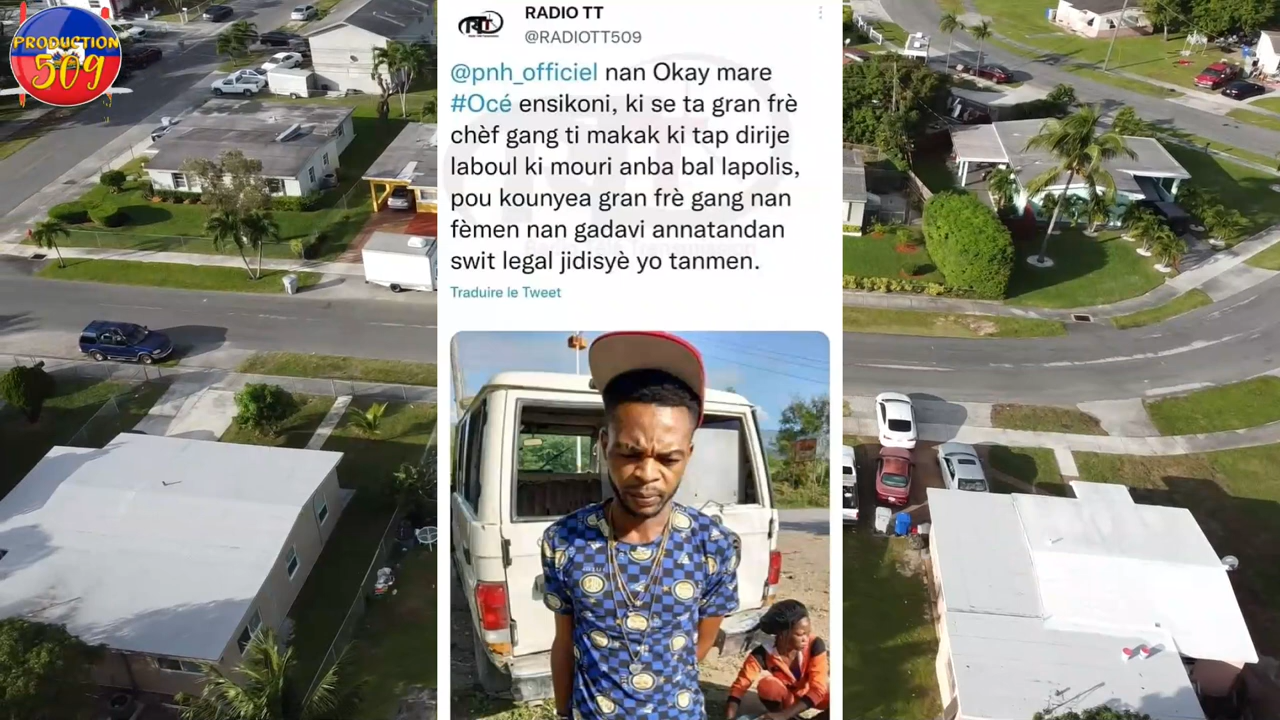 PRODUCTION
509
RADIO TT
@RADIOTT509
@pnh_officiel nan Okay mare
#Océ ensikoni, ki se ta gran frè
chèf gang ti makak ki tap dirije
laboul ki mouri anba bal lapolis,
pou kounyea gran frè gang nan
fèmen nan gadavi annatandan
swit legal jidisyè yo tanmen.
Traduire le Tweet